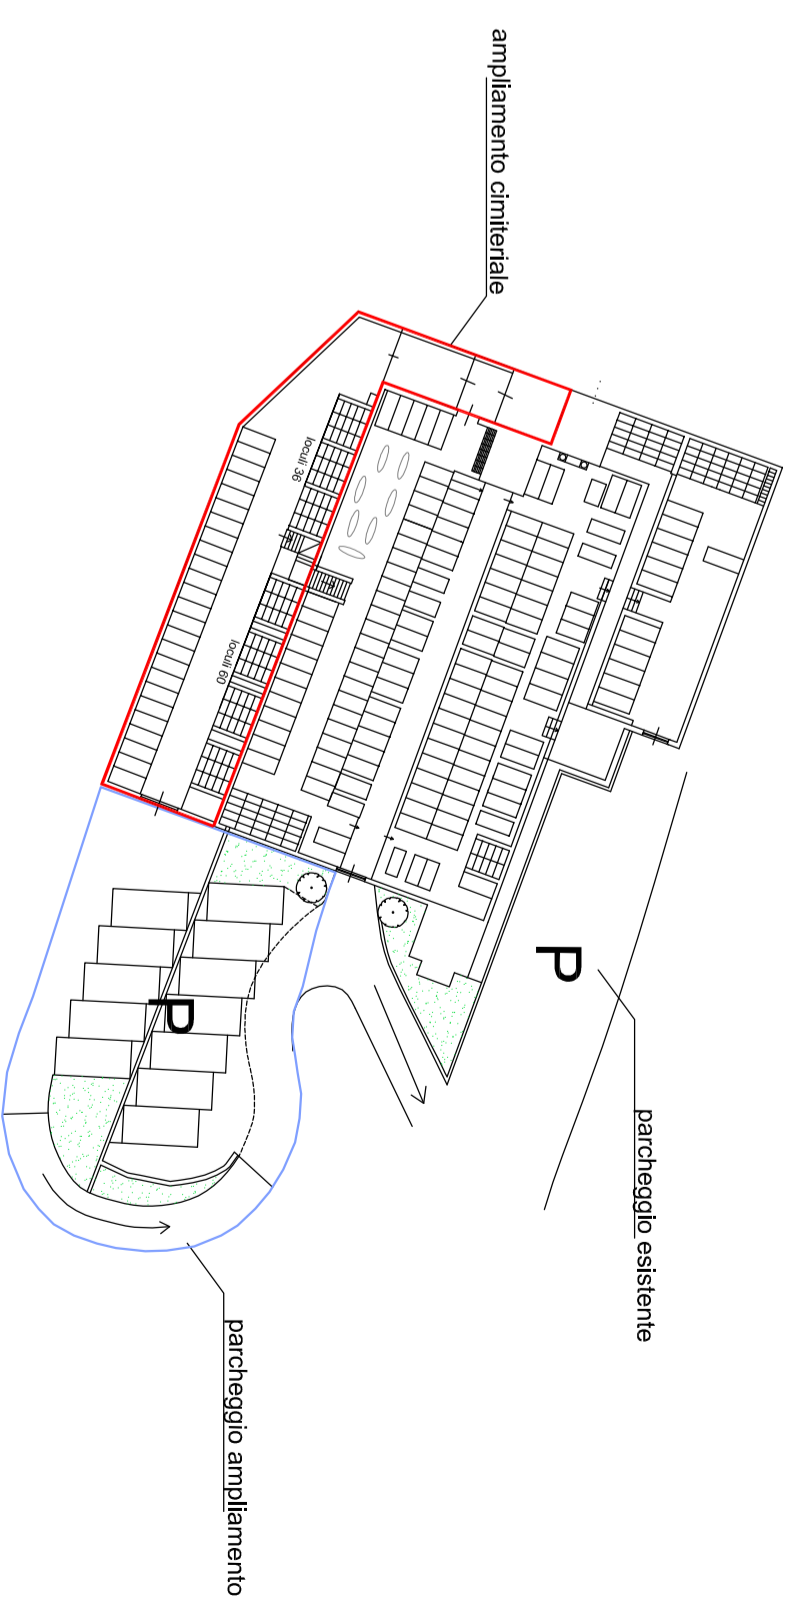 ampliamento cimiteriale
loculi 36
loculi 60
P
parcheggio esistente
P
parcheggio ampliamento